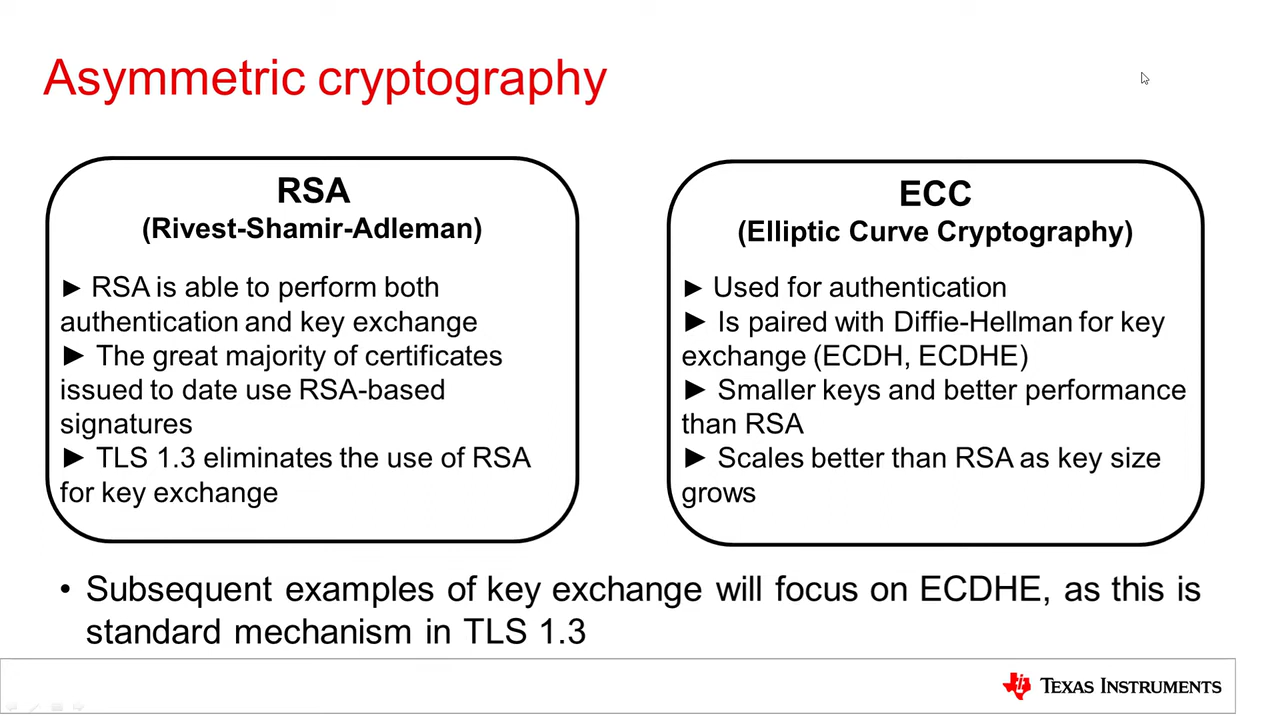 Asymmetric cryptography
RSA
(Rivest-Shamir-Adleman)
► RSA is able to perform both
authentication and key exchange
► The great majority of certificates
issued to date use RSA-based
signatures
► TLS 1.3 eliminates the use of RSA
for key exchange
ECC
(Elliptic Curve Cryptography)
► Used for authentication
► Is paired with Diffie-Hellman for key
exchange (ECDH, ECDHE)
► Smaller keys and better performance
than RSA
► Scales better than RSA as key size
grows
• Subsequent examples of key exchange will focus on ECDHE, as this is
standard mechanism in TLS 1.3
TEXAS INSTRUMENTS